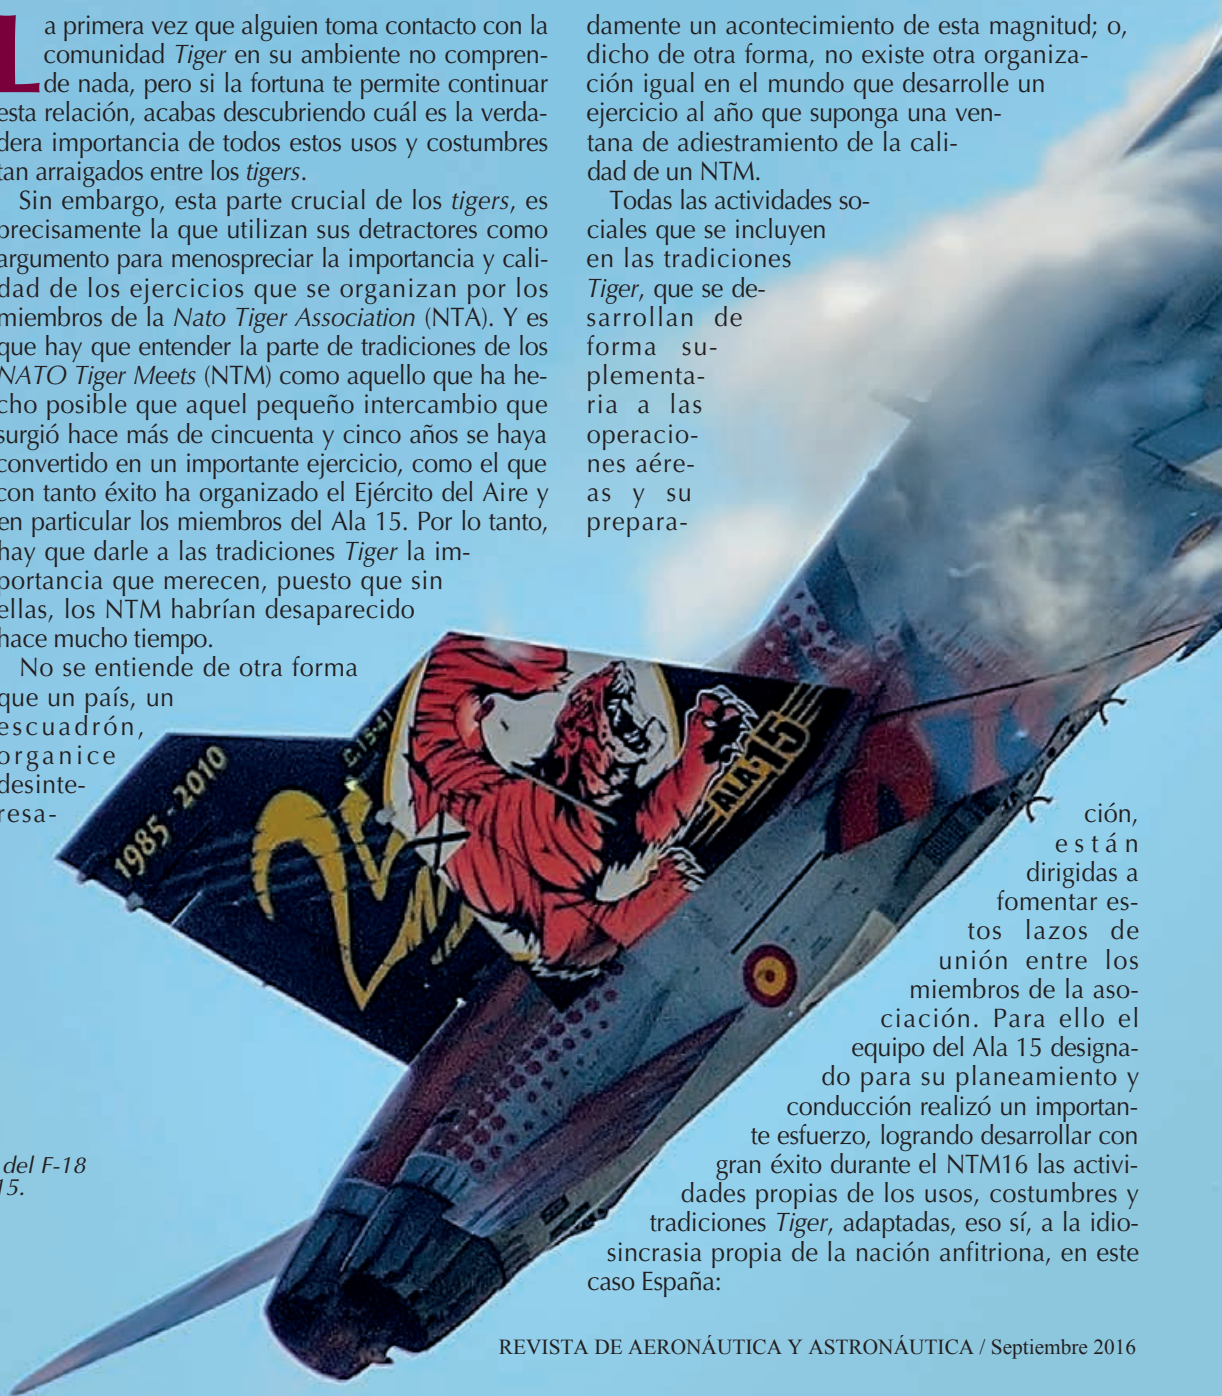 La primera vez que alguien toma contacto con la
comunidad Tiger en su ambiente no compren-
de nada, pero si la fortuna te permite continuar
esta relación, acabas descubriendo cuál es la verda-
dera importancia de todos estos usos y costumbres
tan arraigados entre los tigers.
Sin embargo, esta parte crucial de los tigers, es
precisamente la que utilizan sus detractores como
argumento para menospreciar la importancia y cali-
dad de los ejercicios que se organizan por los
miembros de la Nato Tiger Association (NTA). Y es
que hay que entender la parte de tradiciones de los
NATO Tiger Meets (NTM) como aquello que ha he-
cho posible que aquel pequeño intercambio que
surgió hace más de cincuenta y cinco años se haya
convertido en un importante ejercicio, como el que
con tanto éxito ha organizado el Ejército del Aire y
en particular los miembros del Ala 15. Por lo tanto,
hay que darle a las tradiciones Tiger la im-
portancia que merecen, puesto que sin
ellas, los NTM habrían desaparecido
hace mucho tiempo.
No se entiende de otra forma
que un país, un
escuadrón,
organice
desinte-
resa-
damente un acontecimiento de esta magnitud; o,
dicho de otra forma, no existe otra organiza-
ción igual en el mundo que desarrolle un
ejercicio al año que suponga una ven-
tana de adiestramiento de la cali-
dad de un NTM.
Todas las actividades so-
ciales que se incluyen
en las tradiciones
Tiger, que se de-
sarrollan de
forma su-
plementa-
ria a las
operacio-
nes aére-
as y su
prepara-
ción,
están
dirigidas a
fomentar es-
tos lazos de
unión entre los
miembros de la aso-
ciación. Para ello el
equipo del Ala 15 designa-
do para su planeamiento y
conducción realizó un importan-
te esfuerzo, logrando desarrollar con
gran éxito durante el NTM16 las activi-
dades propias de los usos, costumbres y
tradiciones Tiger, adaptadas, eso sí, a la idio-
sincrasia propia de la nación anfitriona, en este
caso España:
1985 - 2010
25
C.15-41
ALA-15
del F-18
15.
REVISTA DE AERONÁUTICA Y ASTRONÁUTICA / Septiembre 2016